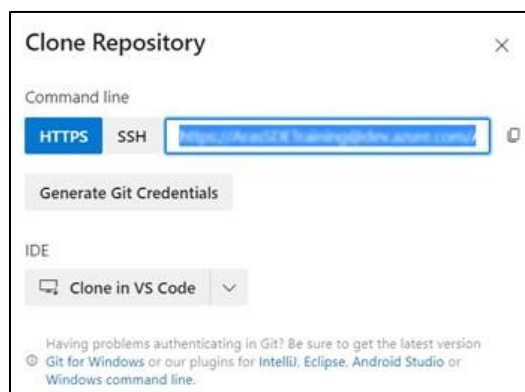 Clone Repository
Command line
HTTPS SSH https://ArasSDETraining@dev.azure.com/
Generate Git Credentials
IDE
Clone in VS Code
Having problems authenticating in Git? Be sure to get the latest version
Git for Windows or our plugins for IntelliJ, Eclipse, Android Studio or
Windows command line.